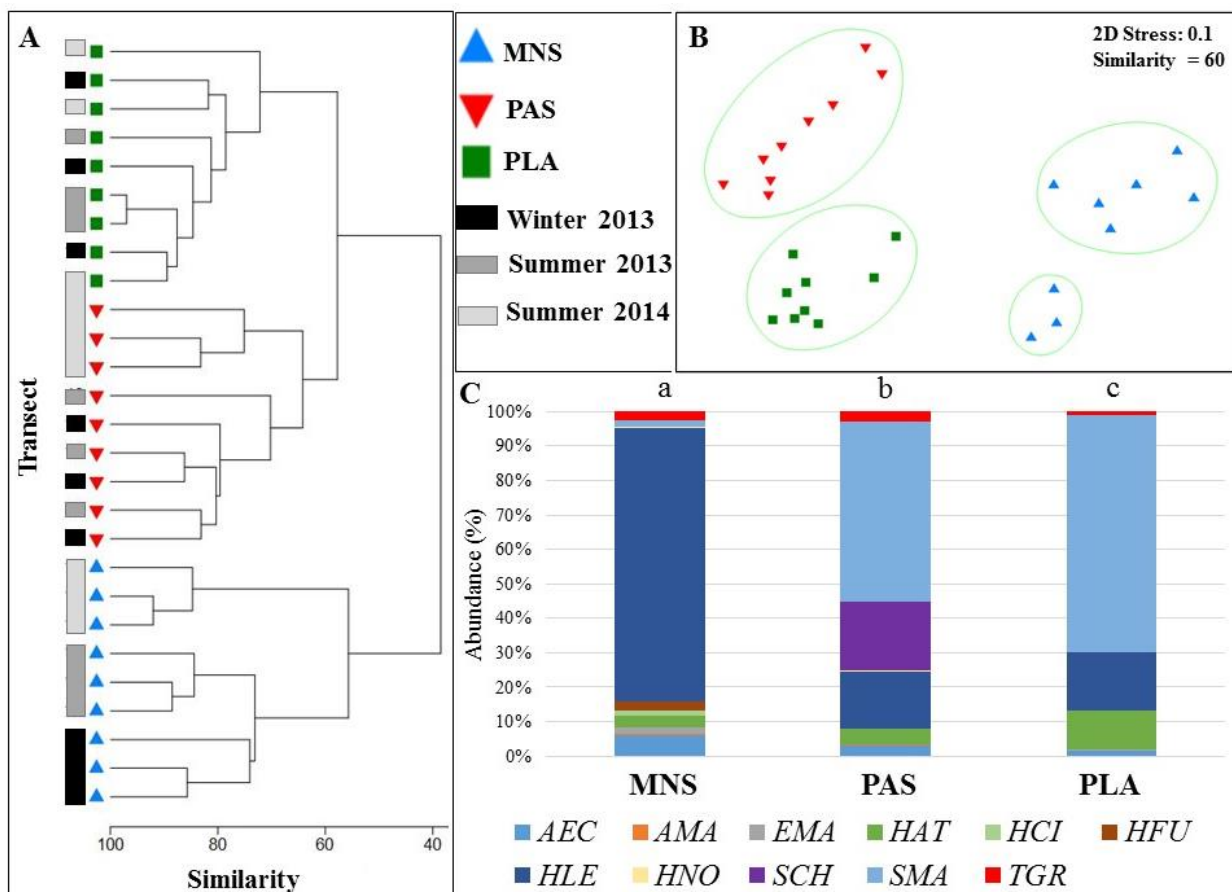 A
Transect
100 80 60 40
Similarity
MNS
PAS
PLA
Winter 2013
Summer 2013
Summer 2014
B
2D Stress: 0.1
Similarity = 60
C
a b c
Abundance (%)
100%
90%
80%
70%
60%
50%
40%
30%
20%
10%
0%
MNS PAS PLA
AEC AMA EMA HAT HCI HFU
HLE HNO SCH SMA TGR